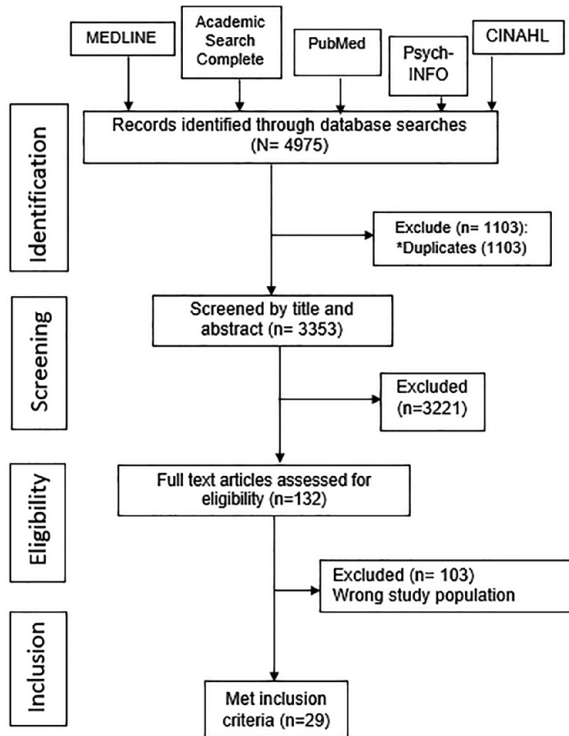 MEDLINE
Academic
Search
Complete
PubMed
Psych-
INFO
CINAHL
Identification
Records identified through database searches
(N= 4975)
Exclude (n= 1103):
*Duplicates (1103)
Screening
Screened by title and
abstract (n= 3353)
Excluded
(n=3221)
Eligibility
Full text articles assessed for
eligibility (n=132)
Excluded (n= 103)
Wrong study population
Inclusion
Met inclusion
criteria (n=29)